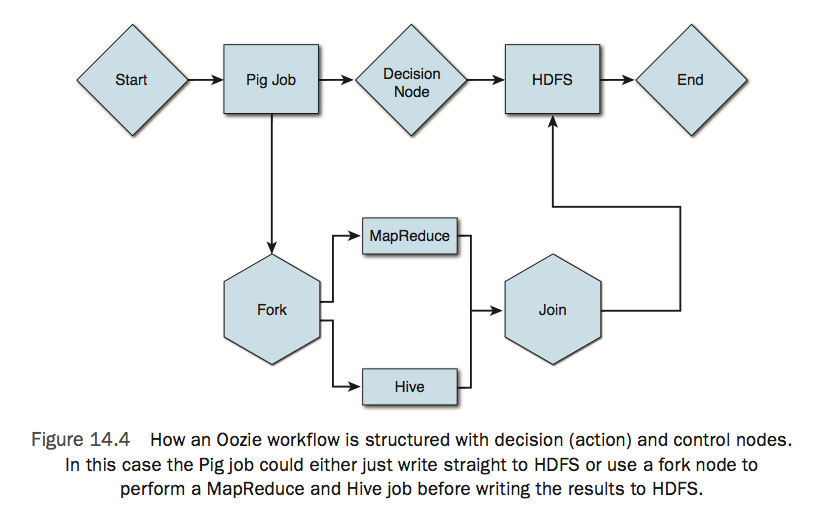 Start
Pig Job
Decision
Node
HDFS
End
MapReduce
Fork
Join
Hive
Figure 14.4 How an Oozie workflow is structured with decision (action) and control nodes.
In this case the Pig job could either just write straight to HDFS or use a fork node to
perform a MapReduce and Hive job before writing the results to HDFS.